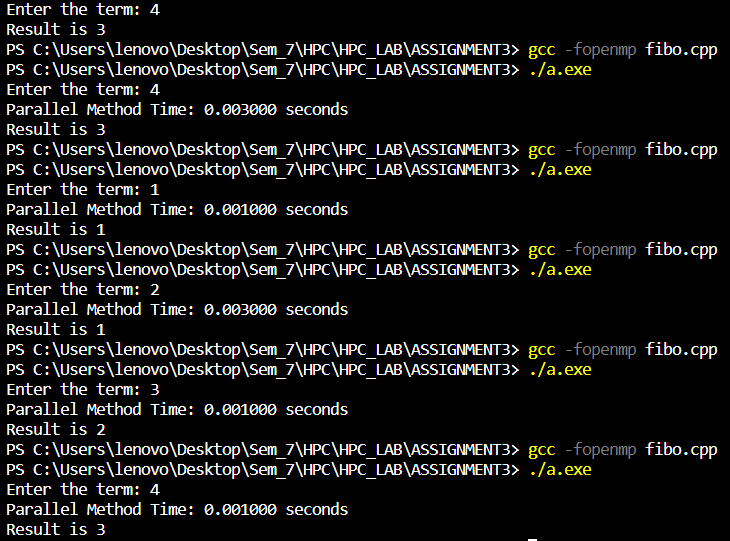 Enter the term: 4
Result is 3
PS C:\Users\lenovo\Desktop\Sem_7\HPC\HPC_LAB\ASSIGNMENT3> gcc -fopenmp fibo.cpp
PS C:\Users\lenovo\Desktop\Sem_7\HPC\HPC_LAB\ASSIGNMENT3> ./a.exe
Enter the term: 4
Parallel Method Time: 0.003000 seconds
Result is 3
PS C:\Users\lenovo\Desktop\Sem_7\HPC\HPC_LAB\ASSIGNMENT3> gcc -fopenmp fibo.cpp
PS C:\Users\lenovo\Desktop\Sem_7\HPC\HPC_LAB\ASSIGNMENT3> ./a.exe
Enter the term: 1
Parallel Method Time: 0.001000 seconds
Result is 1
PS C:\Users\lenovo\Desktop\Sem_7\HPC\HPC_LAB\ASSIGNMENT3> gcc -fopenmp fibo.cpp
PS C:\Users\lenovo\Desktop\Sem_7\HPC\HPC_LAB\ASSIGNMENT3> ./a.exe
Enter the term: 2
Parallel Method Time: 0.003000 seconds
Result is 1
PS C:\Users\lenovo\Desktop\Sem_7\HPC\HPC_LAB\ASSIGNMENT3> gcc -fopenmp fibo.cpp
PS C:\Users\lenovo\Desktop\Sem_7\HPC\HPC_LAB\ASSIGNMENT3> ./a.exe
Enter the term: 3
Parallel Method Time: 0.001000 seconds
Result is 2
PS C:\Users\lenovo\Desktop\Sem_7\HPC\HPC_LAB\ASSIGNMENT3> gcc -fopenmp fibo.cpp
PS C:\Users\lenovo\Desktop\Sem_7\HPC\HPC_LAB\ASSIGNMENT3> ./a.exe
Enter the term: 4
Parallel Method Time: 0.001000 seconds
Result is 3